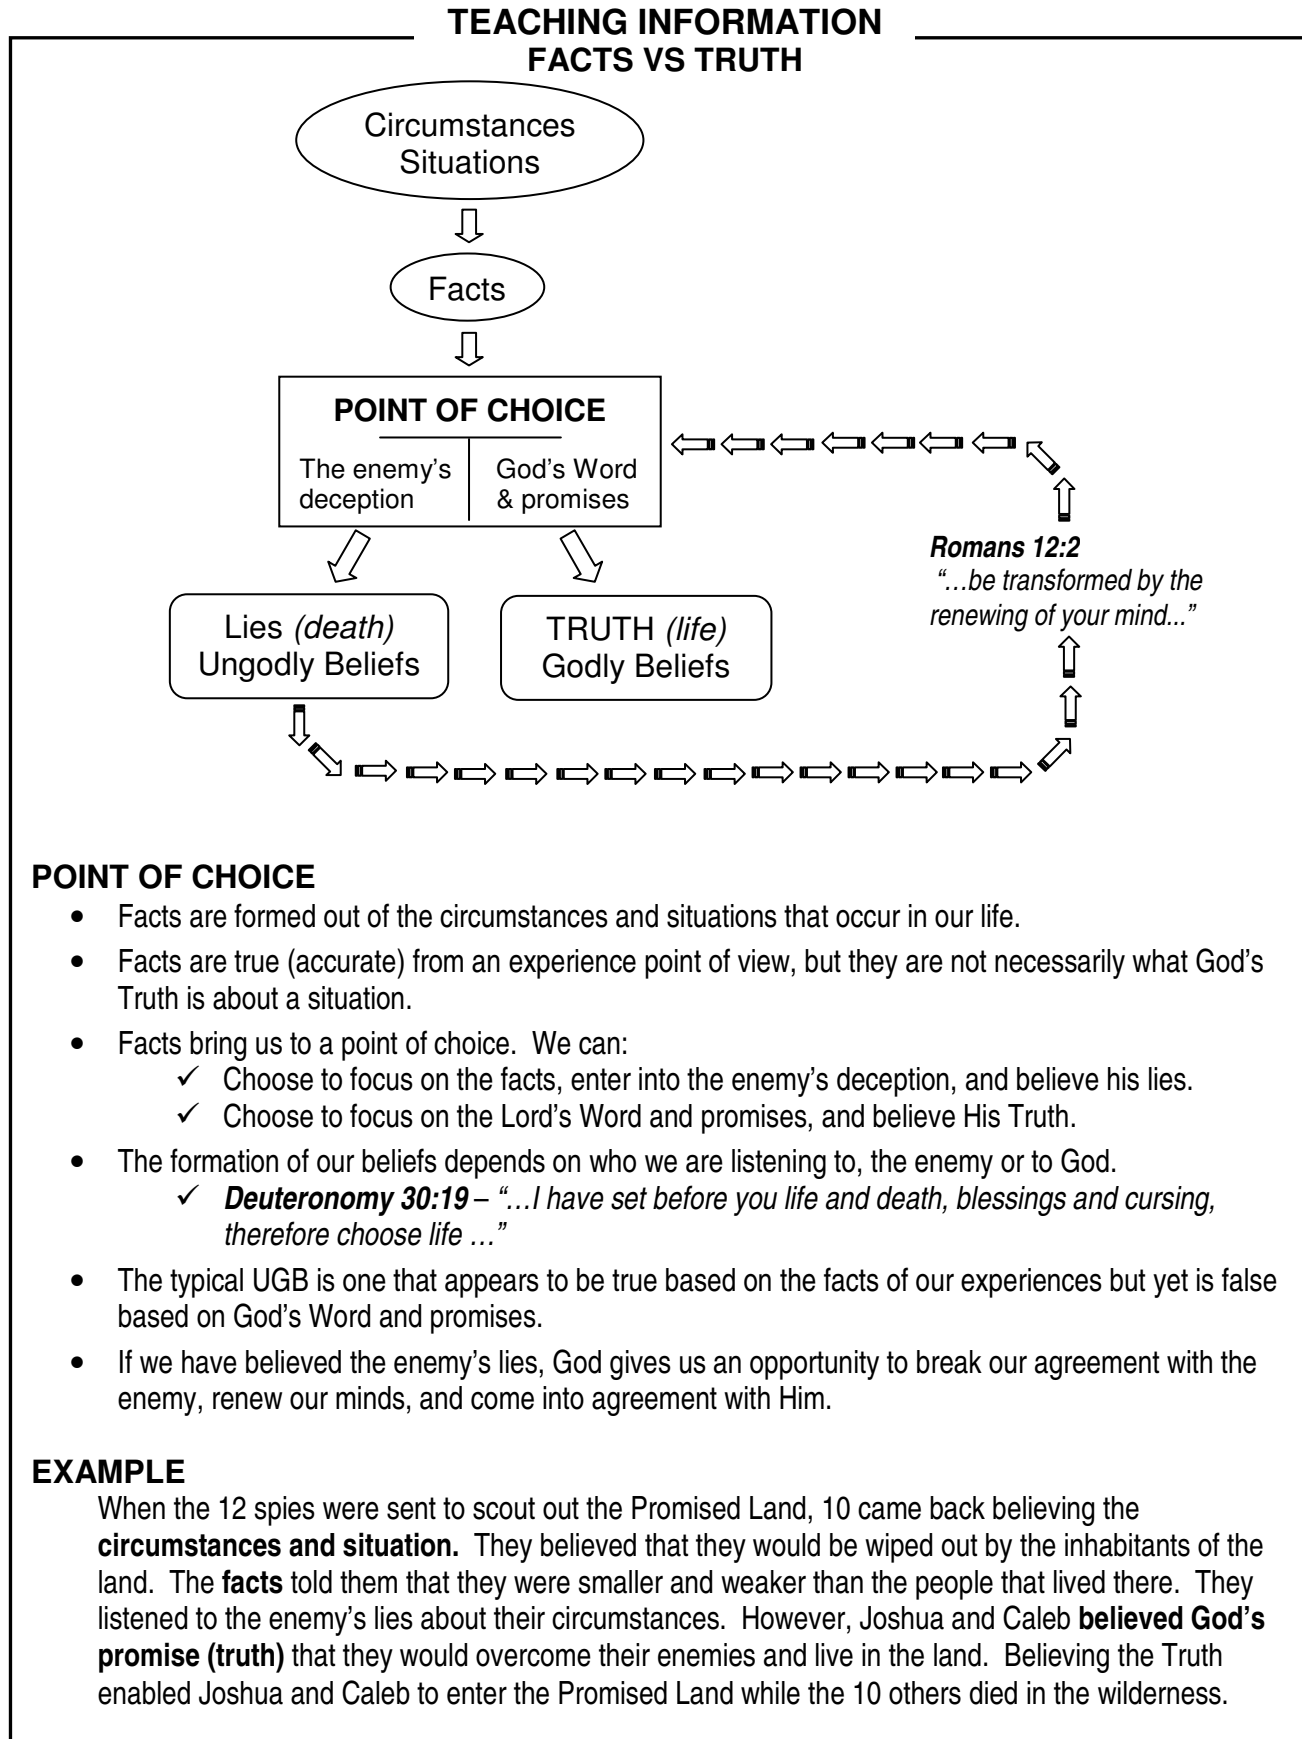 TEACHING INFORMATION
FACTS VS TRUTH
Circumstances
Situations
Facts
POINT OF CHOICE
The enemy's
deception
God's Word
& promises
Romans 12:2
"…be transformed by the
renewing of your mind..."
Lies (death)
Ungodly Beliefs
TRUTH (life)
Godly Beliefs
POINT OF CHOICE
• Facts are formed out of the circumstances and situations that occur in our life.
• Facts are true (accurate) from an experience point of view, but they are not necessarily what God's
Truth is about a situation.
• Facts bring us to a point of choice.  We can:
✓ Choose to focus on the facts, enter into the enemy's deception, and believe his lies.
✓ Choose to focus on the Lord's Word and promises, and believe His Truth.
• The formation of our beliefs depends on who we are listening to, the enemy or to God.
✓ Deuteronomy 30:19 – "…I have set before you life and death, blessings and cursing,
therefore choose life …"
• The typical UGB is one that appears to be true based on the facts of our experiences but yet is false
based on God's Word and promises.
• If we have believed the enemy's lies, God gives us an opportunity to break our agreement with the
enemy, renew our minds, and come into agreement with Him.
EXAMPLE
When the 12 spies were sent to scout out the Promised Land, 10 came back believing the
circumstances and situation.  They believed that they would be wiped out by the inhabitants of the
land.  The facts told them that they were smaller and weaker than the people that lived there.  They
listened to the enemy's lies about their circumstances.  However, Joshua and Caleb believed God's
promise (truth) that they would overcome their enemies and live in the land.  Believing the Truth
enabled Joshua and Caleb to enter the Promised Land while the 10 others died in the wilderness.